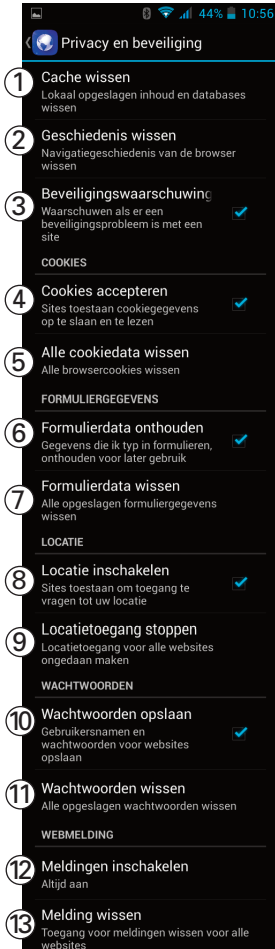 44% 10:56
Privacy en beveiliging
1 Cache wissen
Lokaal opgeslagen inhoud en databases
wissen
2 Geschiedenis wissen
Navigatiegeschiedenis van de browser
wissen
3 Beveiligingswaarschuwing
Waarschuwen als er een
beveiligingsprobleem is met een
site
COOKIES
4 Cookies accepteren
Sites toestaan cookiegegevens
op te slaan en te lezen
5 Alle cookiedata wissen
Alle browsercookies wissen
FORMULIERGEGEVENS
6 Formulierdata onthouden
Gegevens die ik typ in formulieren,
onthouden voor later gebruik
7 Formulierdata wissen
Alle opgeslagen formuliergegevens
wissen
LOCATIE
8 Locatie inschakelen
Sites toestaan om toegang te
vragen tot uw locatie
9 Locatietoegang stoppen
Locatietoegang voor alle websites
ongedaan maken
WACHTWOORDEN
10 Wachtwoorden opslaan
Gebruikersnamen en
wachtwoorden voor websites
opslaan
11 Wachtwoorden wissen
Alle opgeslagen wachtwoorden wissen
WEBMELDING
12 Meldingen inschakelen
Altijd aan
13 Melding wissen
Toegang voor meldingen wissen voor alle
websites